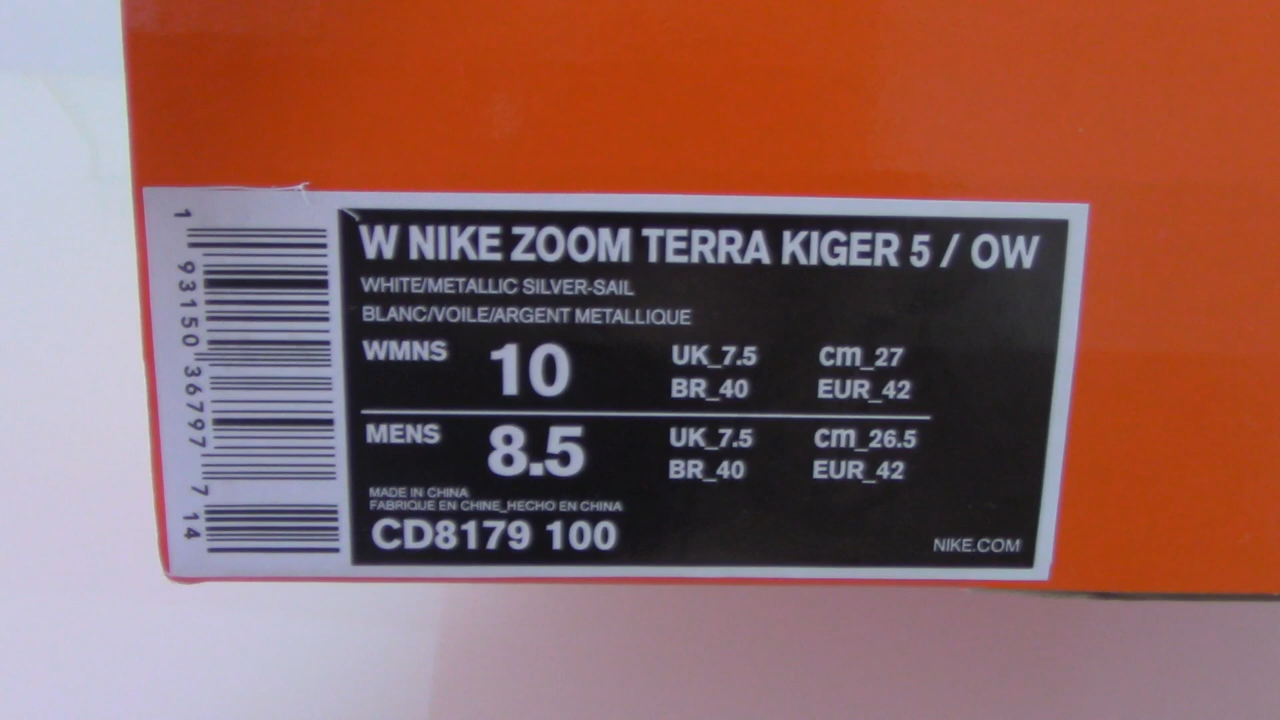 W NIKE ZOOM TERRA KIGER 5 / OW
WHITE/METALLIC SILVER-SAIL
BLANC/VOILE/ARGENT METALLIQUE
WMNS 10 UK_7.5 cm_27
BR_40 EUR_42
MENS 8.5 UK_7.5 cm_26.5
BR_40 EUR_42
MADE IN CHINA
FABRIQUE EN CHINE_HECHO EN CHINA
CD8179 100
NIKE.COM
1 93150 36797 7 14